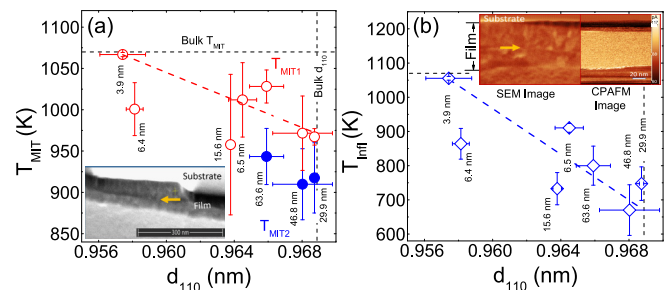 (a)
1100
1050
1000
950
900
850
T_MIT (K)
0.956
0.960
0.964
0.968
d_110 (nm)
Bulk T_MIT
Bulk d_110
T_MIT1
T_MIT2
3.9 nm
6.4 nm
15.6 nm
6.5 nm
63.6 nm
46.8 nm
29.9 nm
Substrate
Film
300 nm
(b)
1200
1100
1000
900
800
700
600
T_Infl (K)
0.956
0.960
0.964
0.968
d_110 (nm)
Substrate
Film
SEM Image
CPAFM
Image
20 nm
pA
3.9 nm
6.4 nm
15.6 nm
6.5 nm
63.6 nm
46.8 nm
29.9 nm